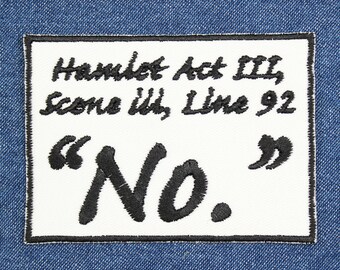 Hamlet Act III,
Scene iii, Line 92
“No.”